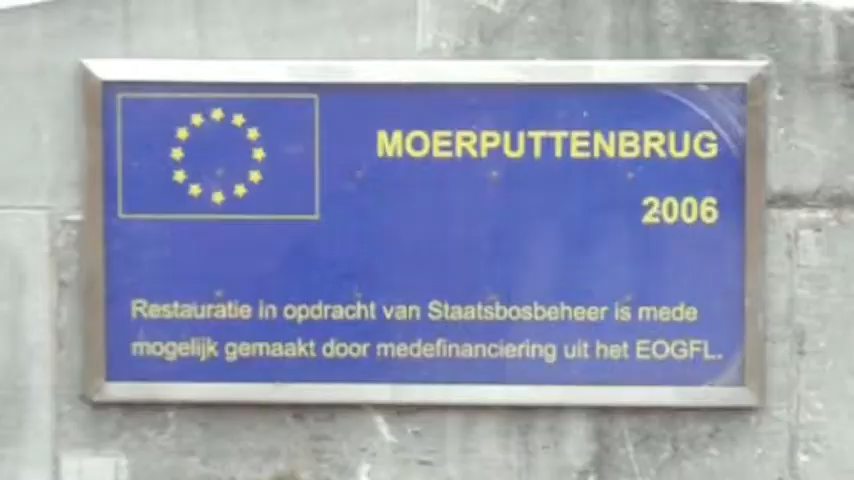 MOERPUTTENBRUG
2006
Restauratie in opdracht van Staatsbosbeheer is mede
mogelijk gemaakt door medefinanciering uit het EOGFL.